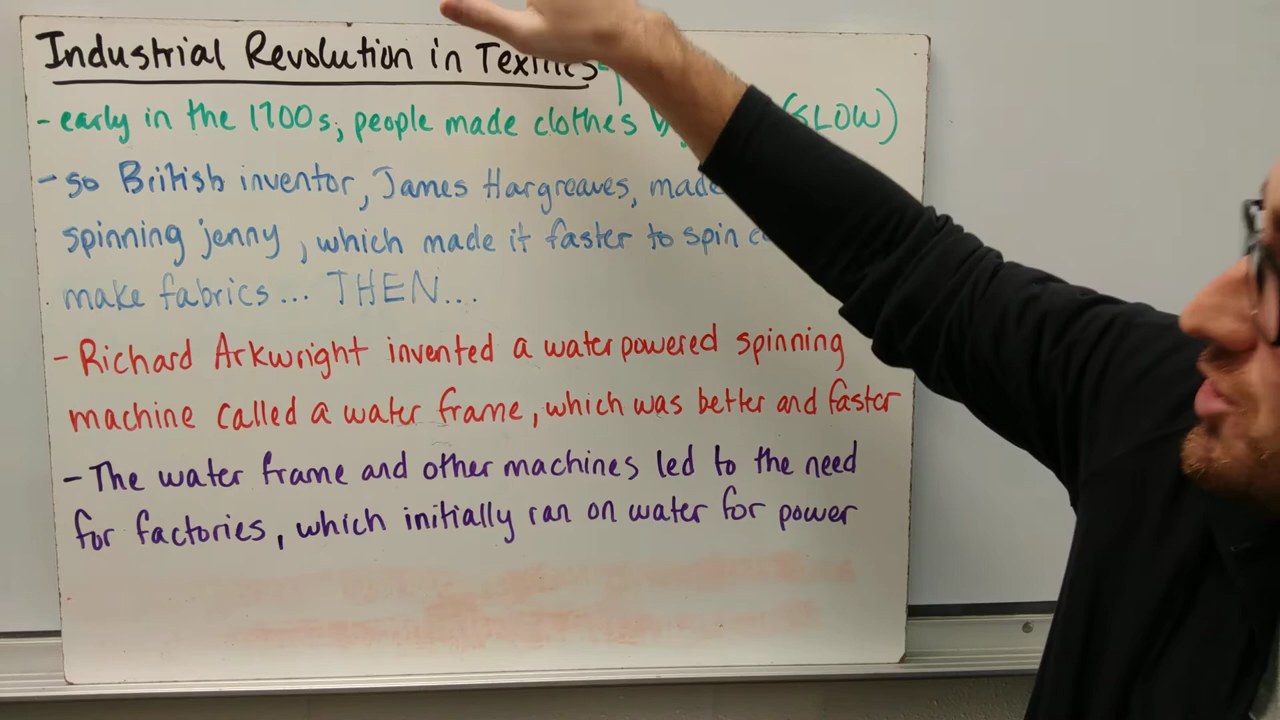 Industrial Revolution in Textiles
- early in the 1700s, people made clothes (SLOW)
- so British inventor, James Hargreaves, made
spinning jenny, which made it faster to spin
make fabrics... THEN...
- Richard Arkwright invented a water powered spinning
machine called a water frame, which was better and faster
- The water frame and other machines led to the need
for factories, which initially ran on water for power